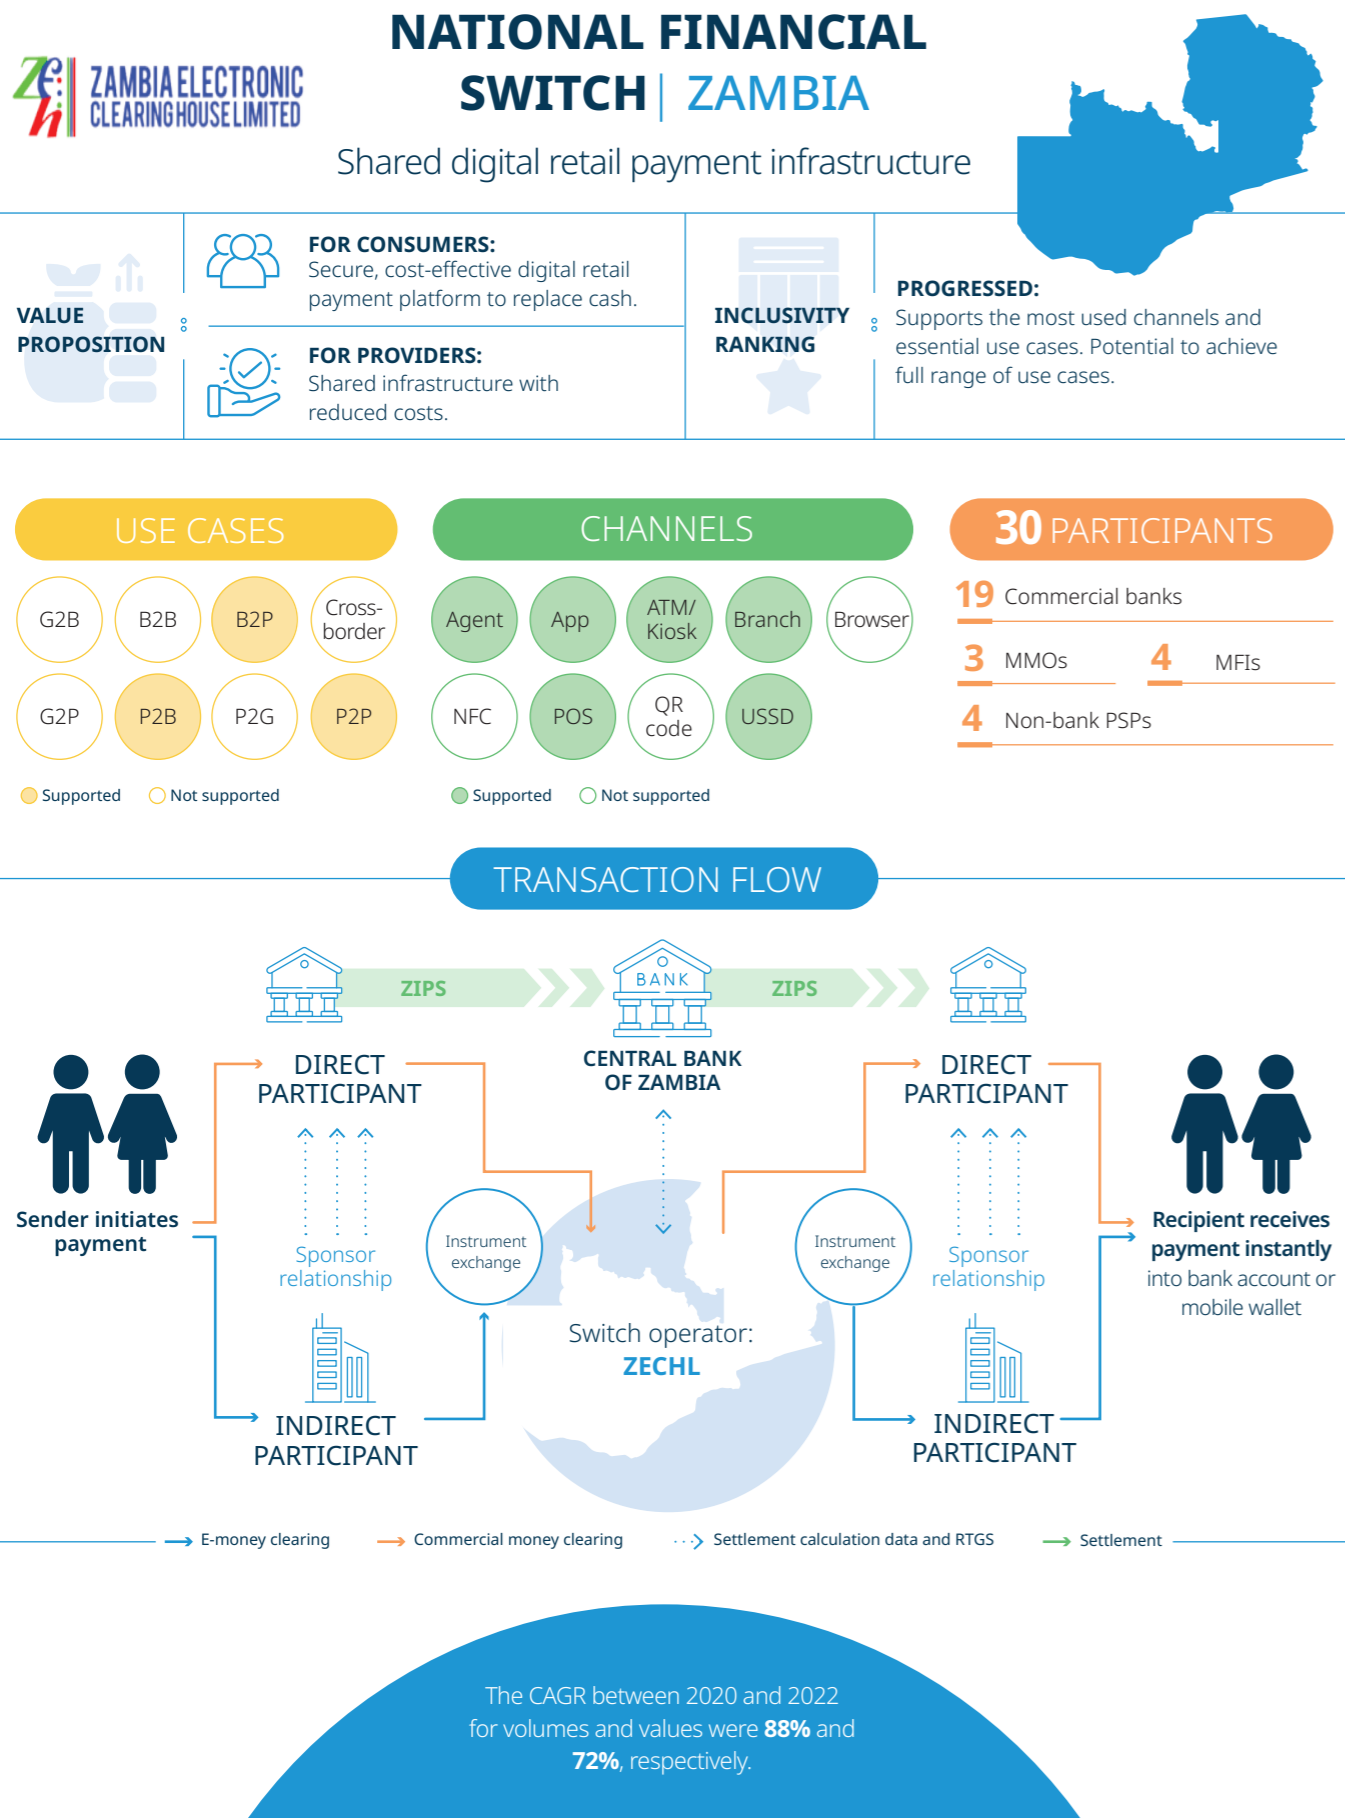 NATIONAL FINANCIAL
SWITCH| ZAMBIA
ZEch
ZAMBIA ELECTRONIC
CLEARING HOUSE LIMITED
Shared digital retail payment infrastructure
VALUE
PROPOSITION
FOR CONSUMERS:
Secure, cost-effective digital retail
payment platform to replace cash.
FOR PROVIDERS:
Shared infrastructure with
reduced costs.
INCLUSIVITY
RANKING
PROGRESSED:
Supports the most used channels and
essential use cases. Potential to achieve
full range of use cases.
USE CASES
G2B
B2B
B2P
Cross-
border
G2P
P2B
P2G
P2P
Supported
Not supported
CHANNELS
Agent
App
ATM/
Kiosk
Branch
Browser
NFC
POS
QR
code
USSD
Supported
Not supported
30 PARTICIPANTS
19 Commercial banks
3 MMOs
4 MFIs
4 Non-bank PSPs
TRANSACTION FLOW
ZIPS
BANK
ZIPS
CENTRAL BANK
OF ZAMBIA
DIRECT
PARTICIPANT
DIRECT
PARTICIPANT
Sender initiates
payment
Sponsor
relationship
Instrument
exchange
Instrument
exchange
Sponsor
relationship
Recipient receives
payment instantly
into bank account or
mobile wallet
Switch operator:
ZECHL
INDIRECT
PARTICIPANT
INDIRECT
PARTICIPANT
E-money clearing
Commercial money clearing
Settlement calculation data and RTGS
Settlement
The CAGR between 2020 and 2022
for volumes and values were 88% and
72%, respectively.